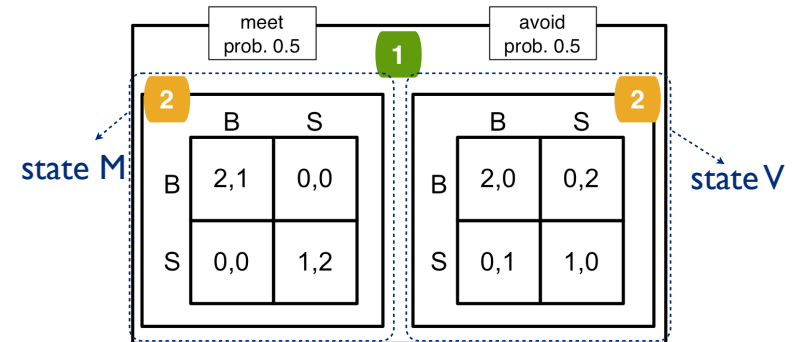 meet
prob. 0.5
avoid
prob. 0.5
1
2
2
B S
B S
state M
state V
B 2,1 0,0
B 2,0 0,2
S 0,0 1,2
S 0,1 1,0